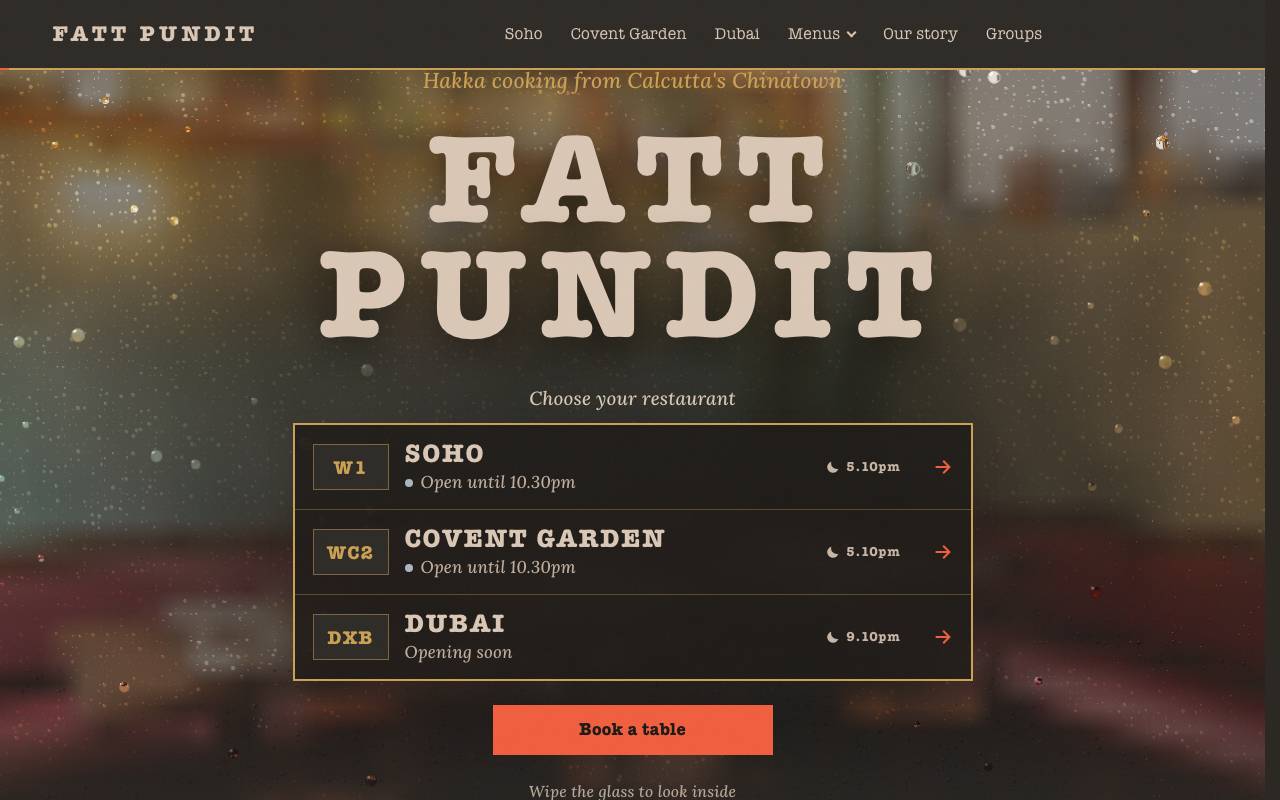 FATT PUNDIT
Soho Covent Garden Dubai Menus Our story Groups
Hakka cooking from Calcutta's Chinatown
FATT
PUNDIT
Choose your restaurant
W1 SOHO 5.10pm
Open until 10.30pm
WC2 COVENT GARDEN 5.10pm
Open until 10.30pm
DXB DUBAI 9.10pm
Opening soon
Book a table
Wipe the glass to look inside